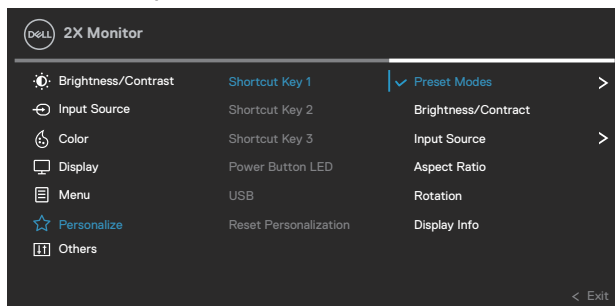 DELL 2X Monitor
Brightness/Contrast Shortcut Key 1 Preset Modes >
Input Source Shortcut Key 2 Brightness/Contract
Color Shortcut Key 3 Input Source >
Display Power Button LED Aspect Ratio
Menu USB Rotation
Personalize Reset Personalization Display Info
Others
< Exit